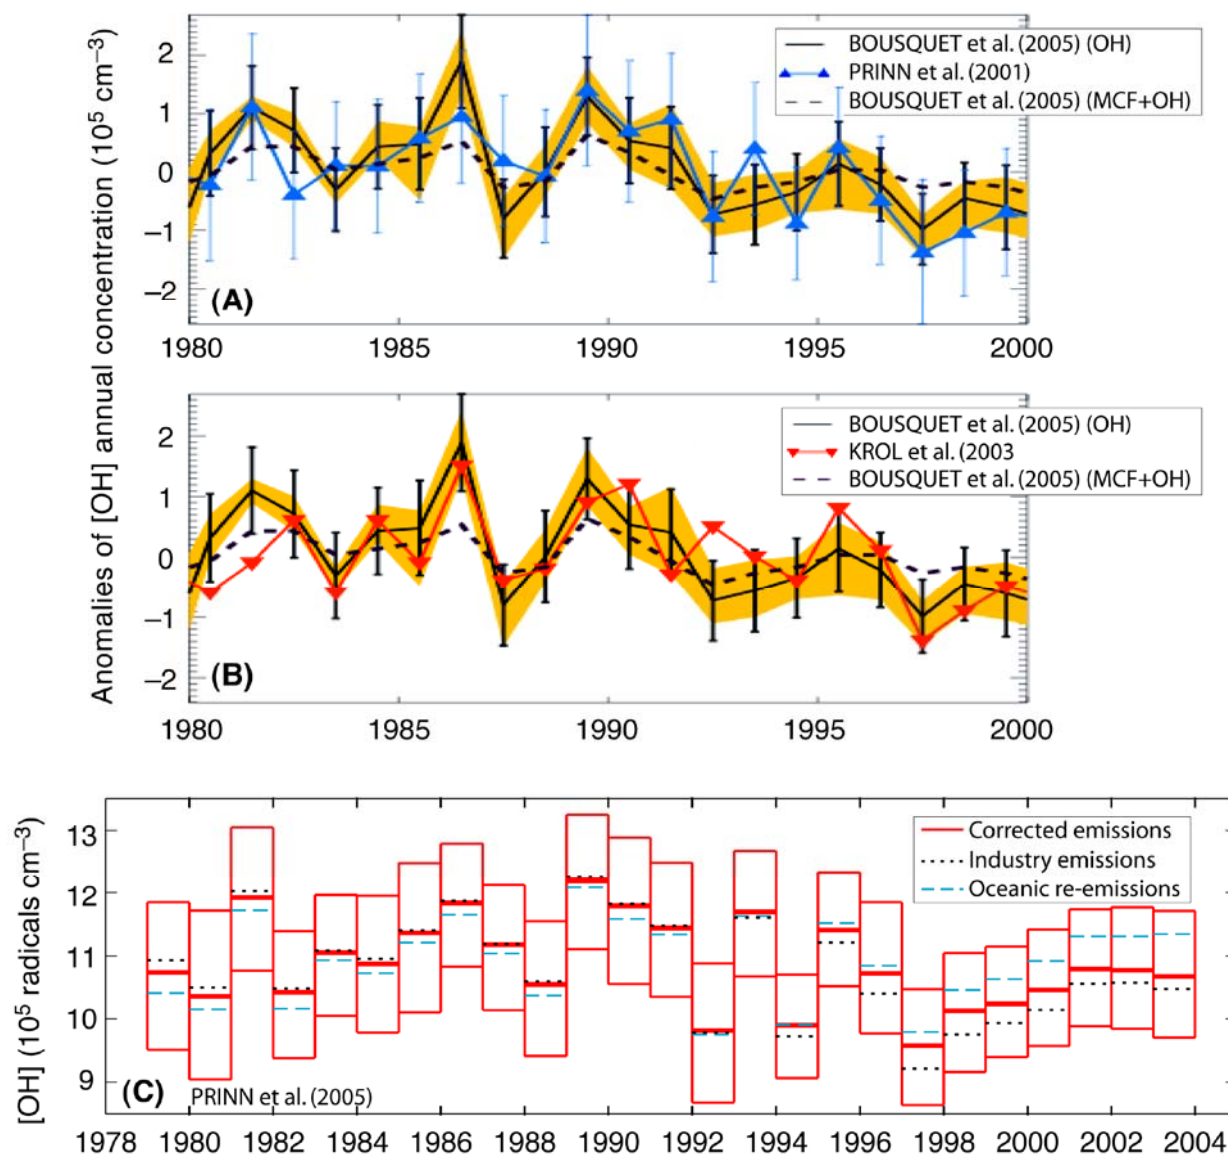 Anomalies of [OH] annual concentration (10⁵ cm⁻³)
2
1
0
−1
−2
BOUSQUET et al. (2005) (OH)
PRINN et al. (2001)
BOUSQUET et al. (2005) (MCF+OH)
(A)
1980 1985 1990 1995 2000
2
1
0
−1
−2
BOUSQUET et al. (2005) (OH)
KROL et al. (2003
BOUSQUET et al. (2005) (MCF+OH)
(B)
1980 1985 1990 1995 2000
[OH] (10⁵ radicals cm⁻³)
13
12
11
10
9
Corrected emissions
Industry emissions
Oceanic re-emissions
(C) PRINN et al. (2005)
1978 1980 1982 1984 1986 1988 1990 1992 1994 1996 1998 2000 2002 2004